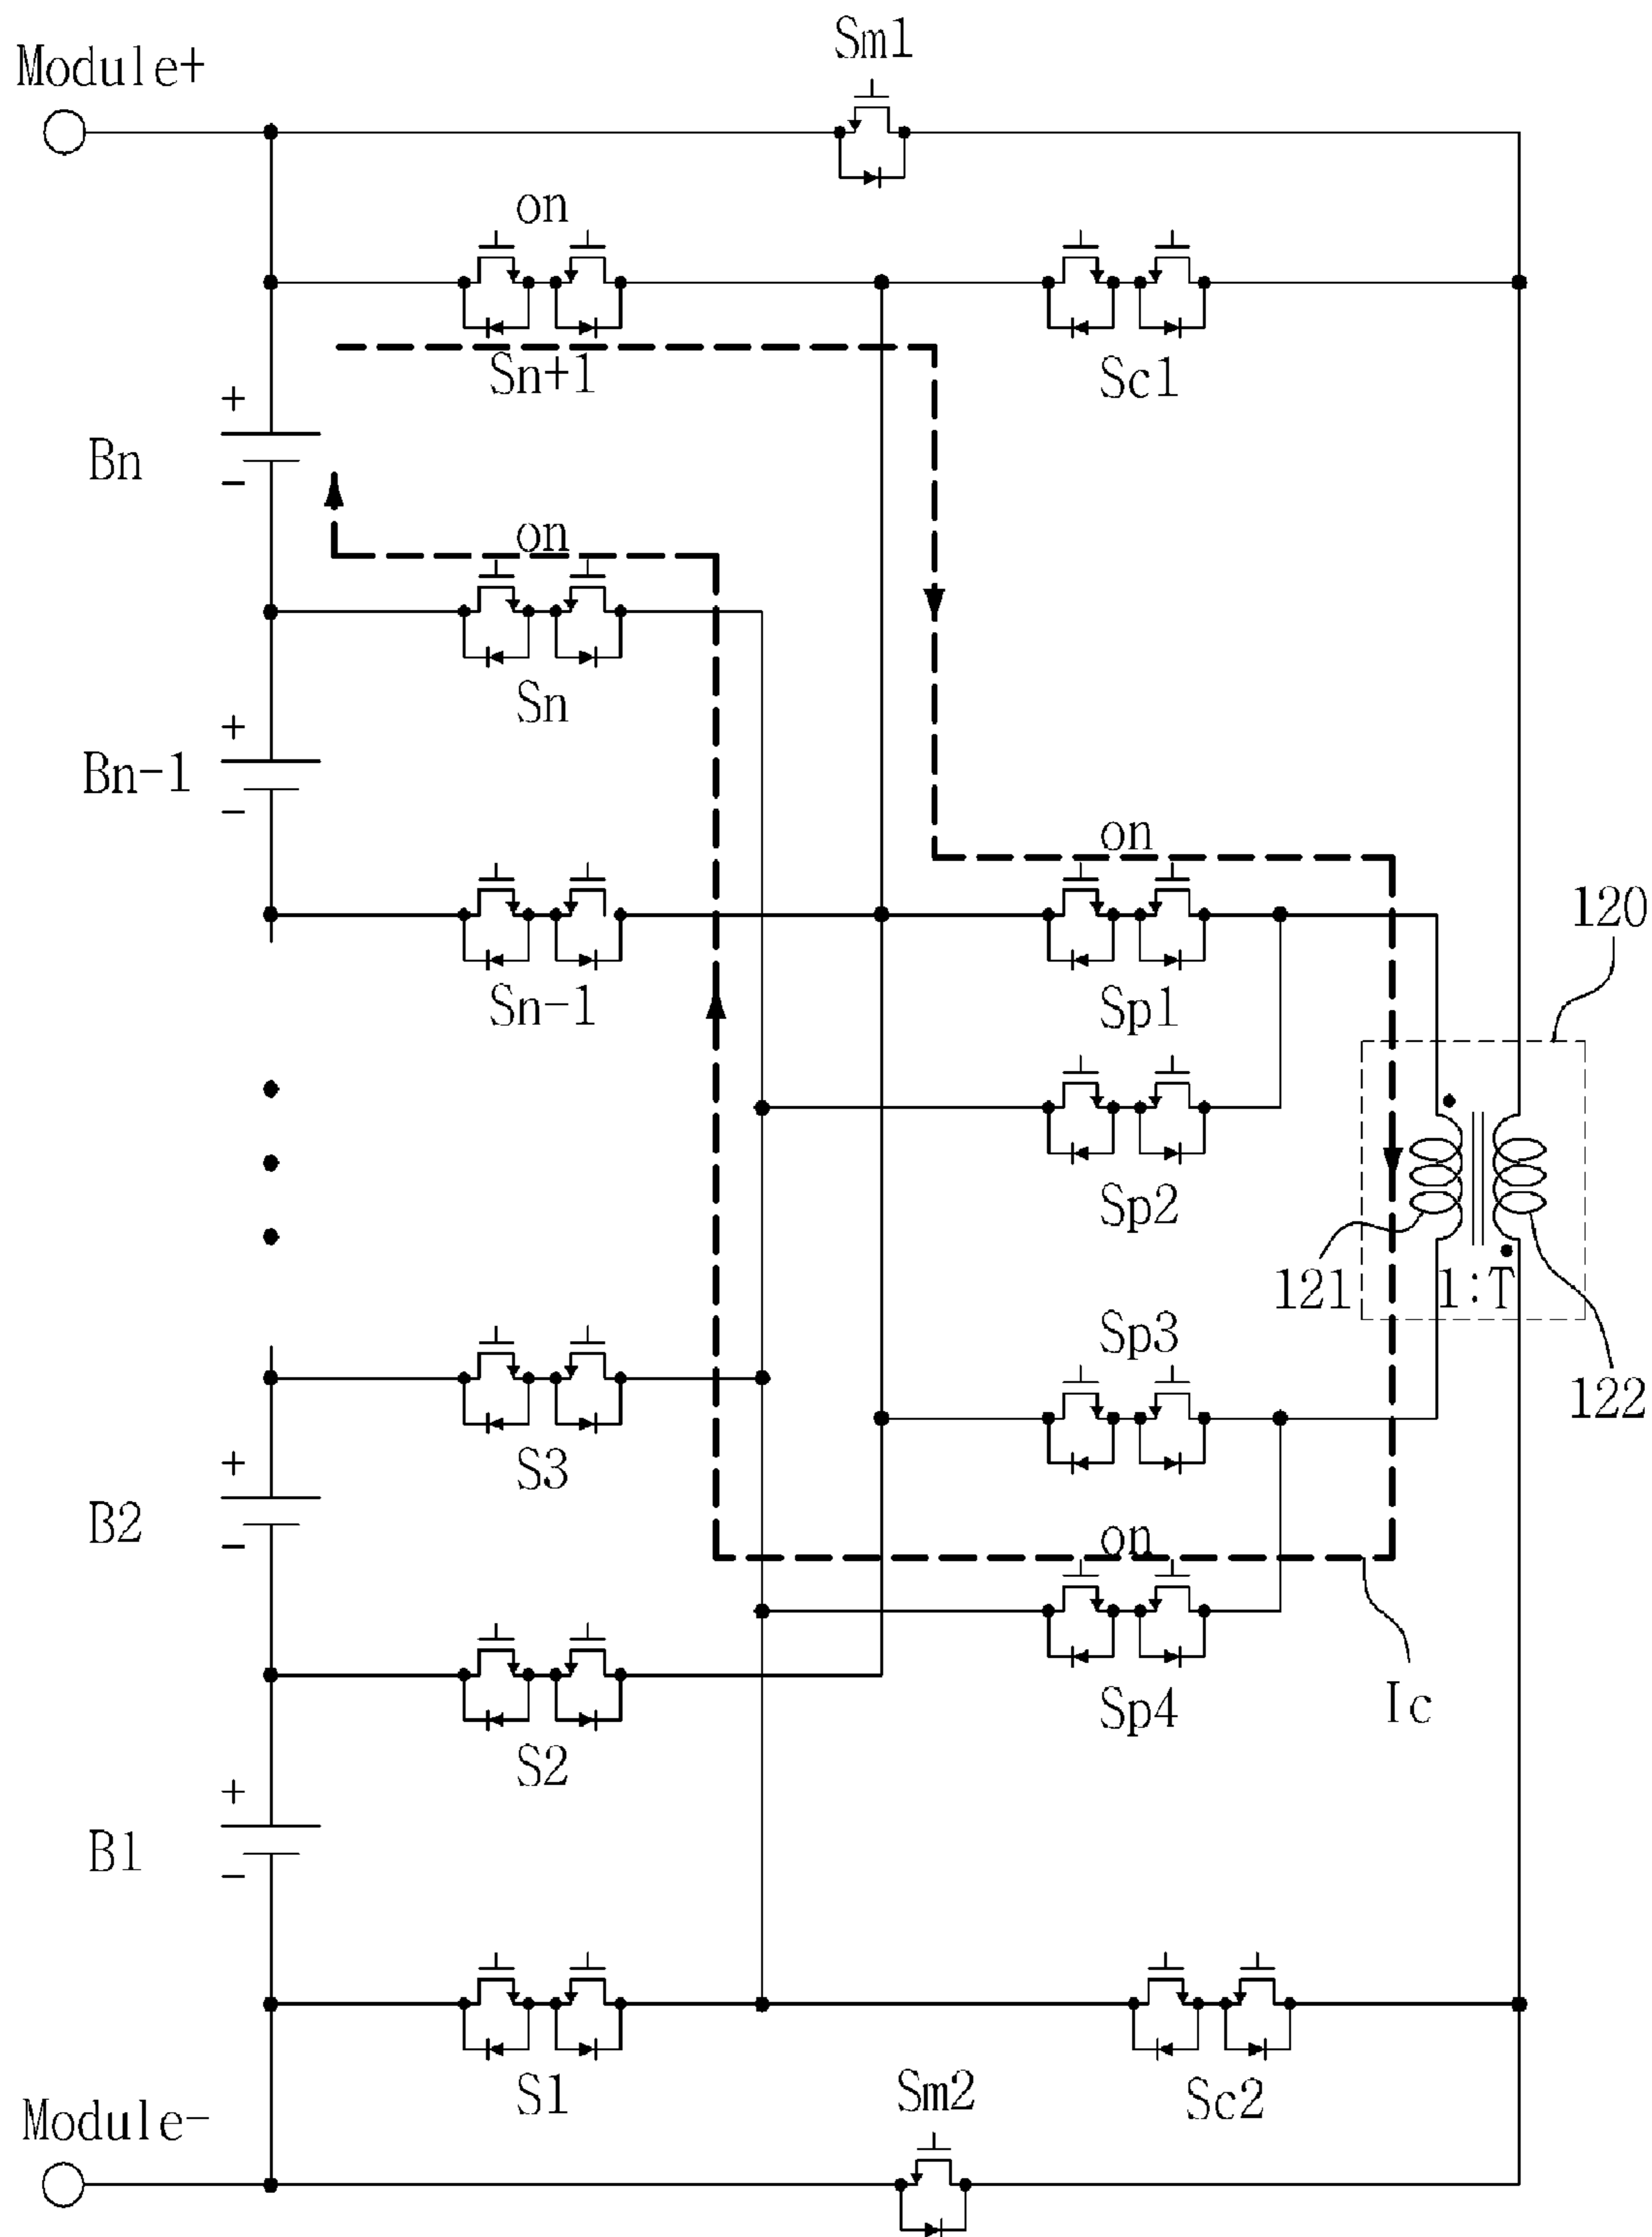 Sm1
Module+
on
Sn+1
Sc1
+
Bn
−
on
Sn
+
Bn-1
−
on
120
Sn-1
Sp1
Sp2
121
1:T
Sp3
122
S3
+
B2
−
on
Sp4
Ic
S2
+
B1
−
S1
Sm2
Sc2
Module-